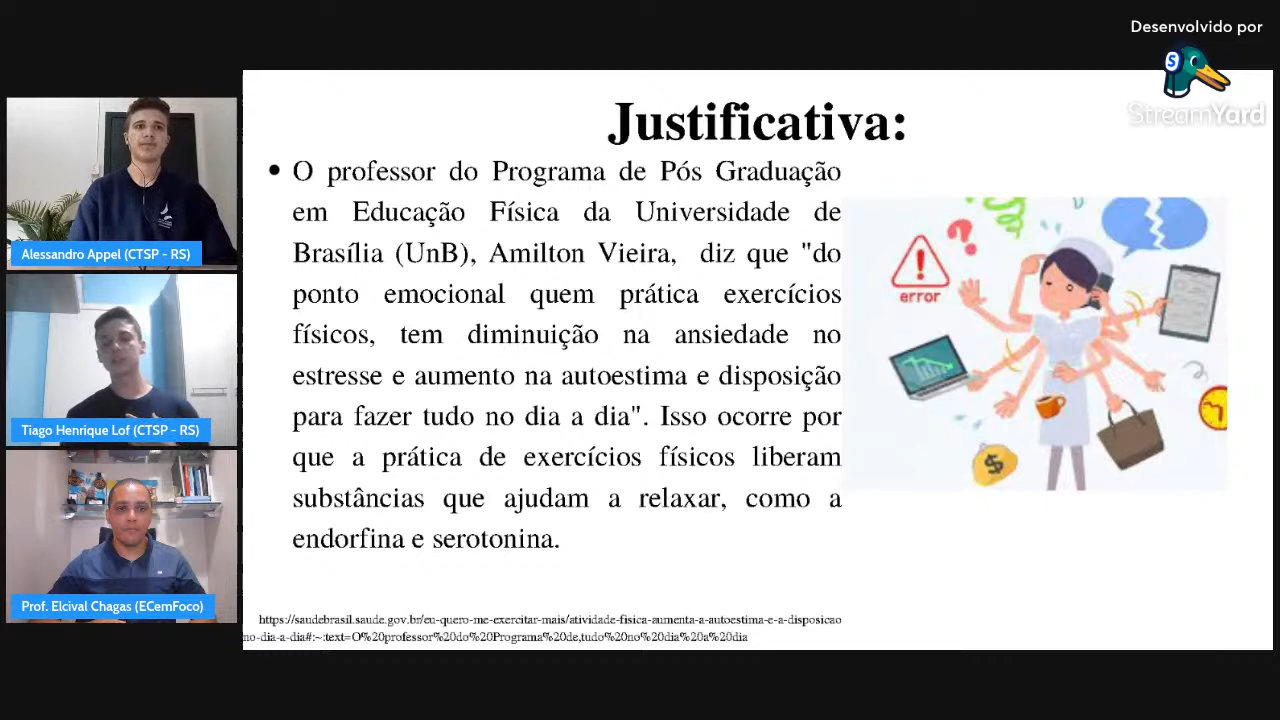 Desenvolvido por
StreamYard
Alessandro Appel (CTSP - RS)
Tiago Henrique Lof (CTSP - RS)
Prof. Elcival Chagas (ECemFoco)
Justificativa:
• O professor do Programa de Pós Graduação
em Educação Física da Universidade de
Brasília (UnB), Amilton Vieira, diz que "do
ponto emocional quem prática exercícios
físicos, tem diminuição na ansiedade no
estresse e aumento na autoestima e disposição
para fazer tudo no dia a dia". Isso ocorre por
que a prática de exercícios físicos liberam
substâncias que ajudam a relaxar, como a
endorfina e serotonina.
error
$
https://saudebrasil.saude.gov.br/eu-quero-me-exercitar-mais/atividade-fisica-aumenta-a-autoestima-e-a-disposicao
no-dia-a-dia#:~:text=O%20professor%20do%20Programa%20de,tudo%20no%20dia%20a%20dia